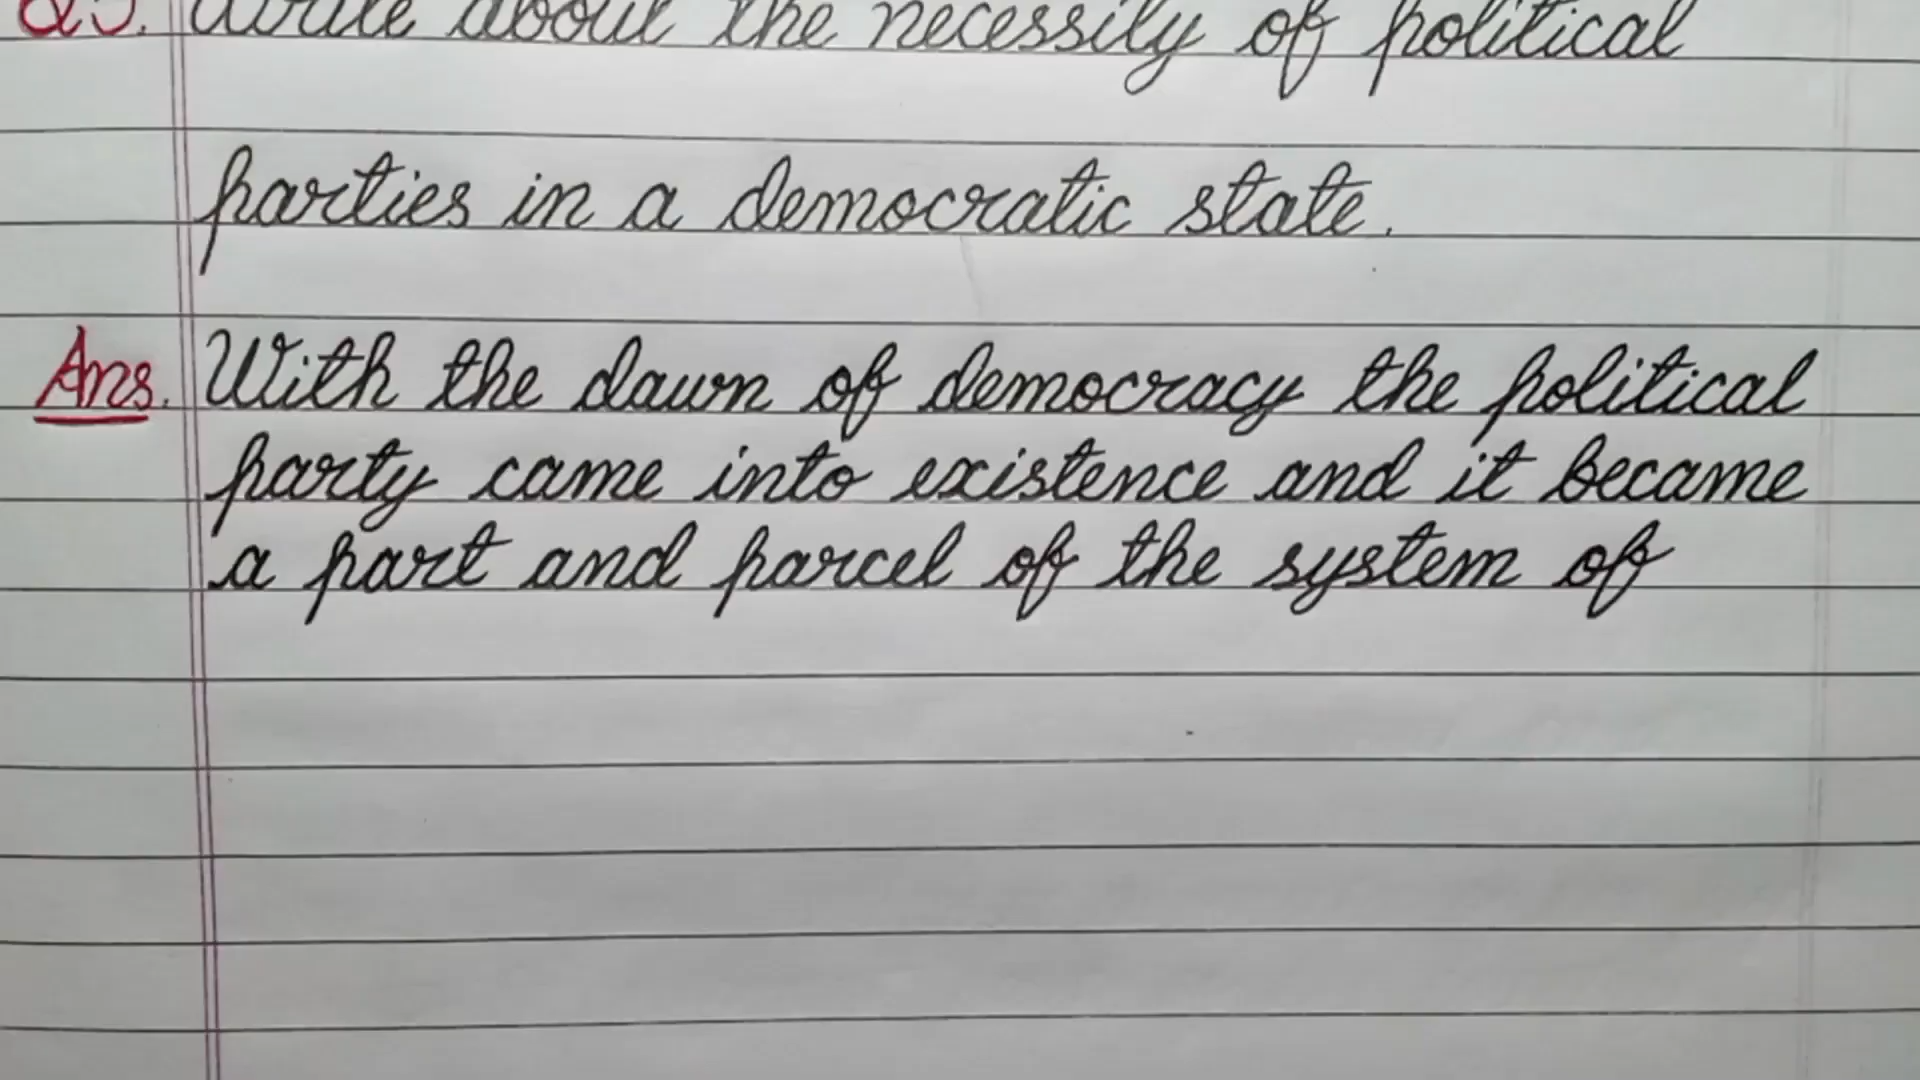 Q5. Write about the necessity of political
parties in a democratic state.
Ans. With the dawn of democracy the political
party came into existence and it became
a part and parcel of the system of